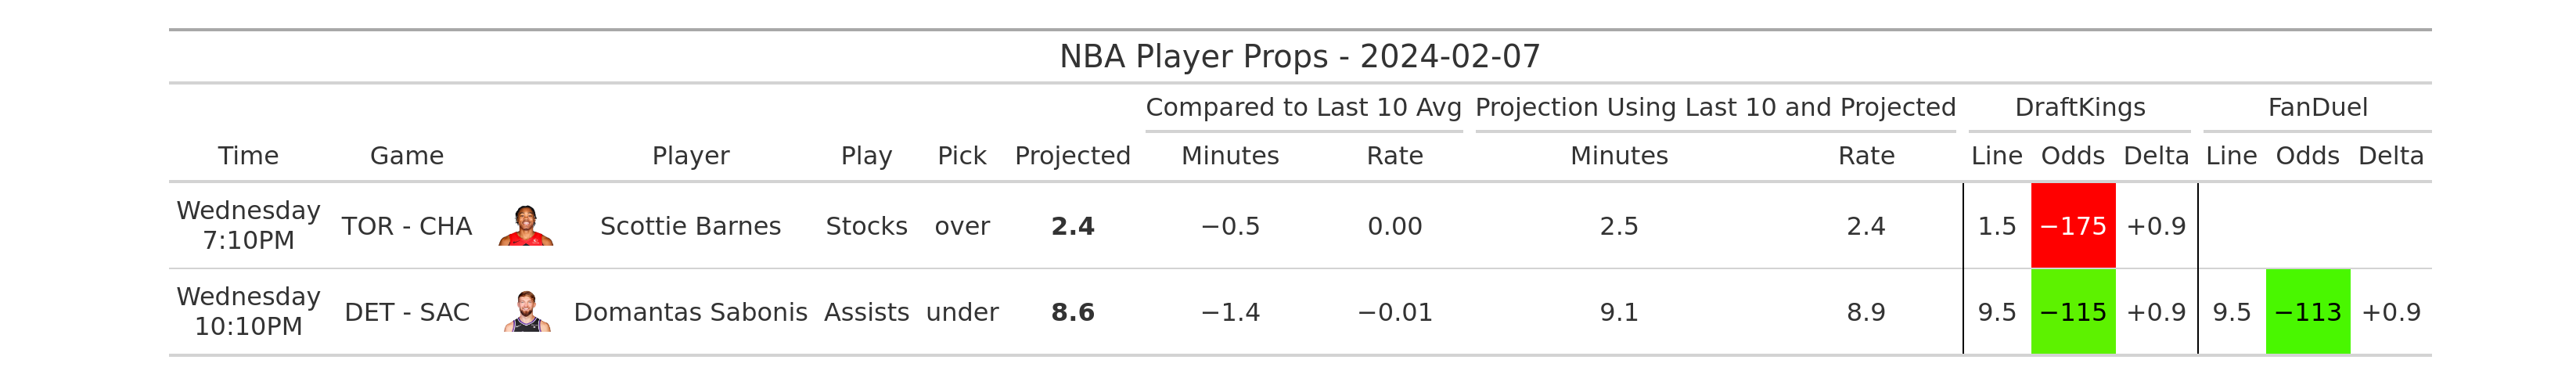 NBA Player Props - 2024-02-07
Compared to Last 10 Avg Projection Using Last 10 and Projected DraftKings FanDuel
Time Game Player Play Pick Projected Minutes Rate Minutes Rate Line Odds Delta Line Odds Delta
Wednesday
7:10PM TOR - CHA Scottie Barnes Stocks over 2.4 −0.5 0.00 2.5 2.4 1.5 −175 +0.9
Wednesday
10:10PM DET - SAC Domantas Sabonis Assists under 8.6 −1.4 −0.01 9.1 8.9 9.5 −115 +0.9 9.5 −113 +0.9